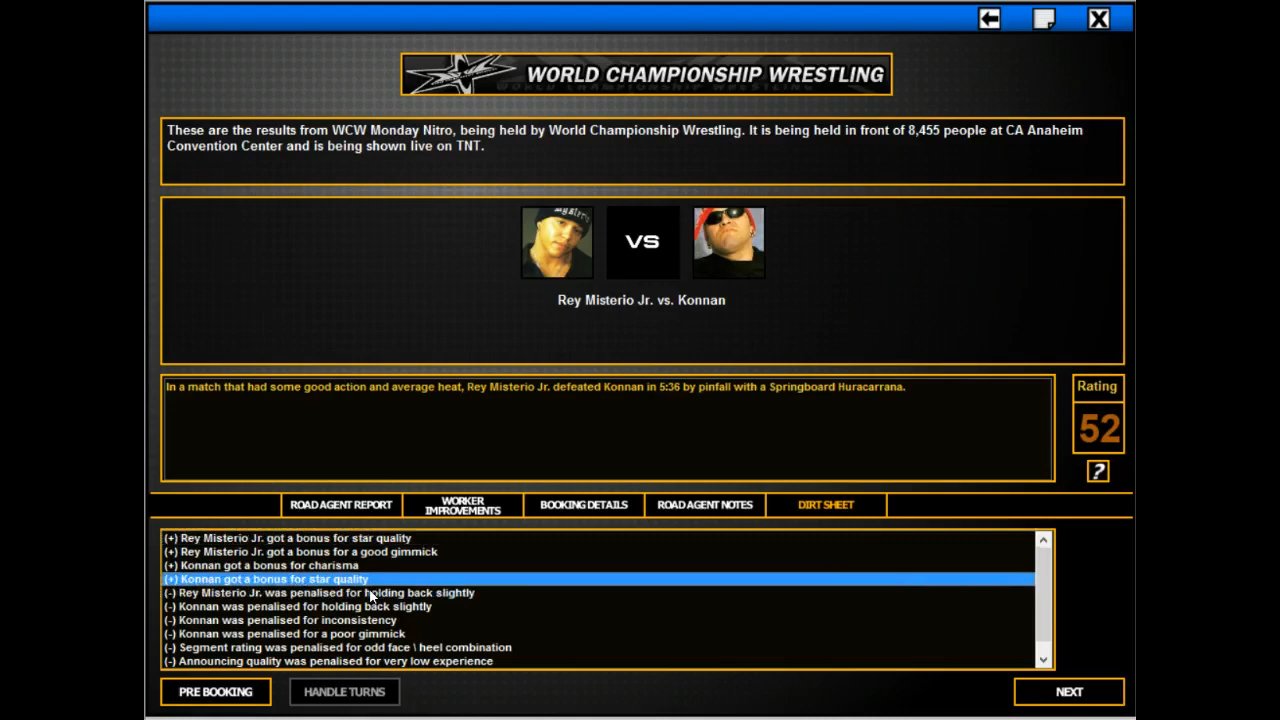 WORLD CHAMPIONSHIP WRESTLING
These are the results from WCW Monday Nitro, being held by World Championship Wrestling. It is being held in front of 8,455 people at CA Anaheim
Convention Center and is being shown live on TNT.
VS
Rey Misterio Jr. vs. Konnan
In a match that had some good action and average heat, Rey Misterio Jr. defeated Konnan in 5:36 by pinfall with a Springboard Huracarrana.
Rating
52
?
ROAD AGENT REPORT
WORKER
IMPROVEMENTS
BOOKING DETAILS
ROAD AGENT NOTES
DIRT SHEET
(+) Rey Misterio Jr. got a bonus for star quality
(+) Rey Misterio Jr. got a bonus for a good gimmick
(+) Konnan got a bonus for charisma
(+) Konnan got a bonus for star quality
(-) Rey Misterio Jr. was penalised for holding back slightly
(-) Konnan was penalised for holding back slightly
(-) Konnan was penalised for inconsistency
(-) Konnan was penalised for a poor gimmick
(-) Segment rating was penalised for odd face \ heel combination
(-) Announcing quality was penalised for very low experience
PRE BOOKING
HANDLE TURNS
NEXT